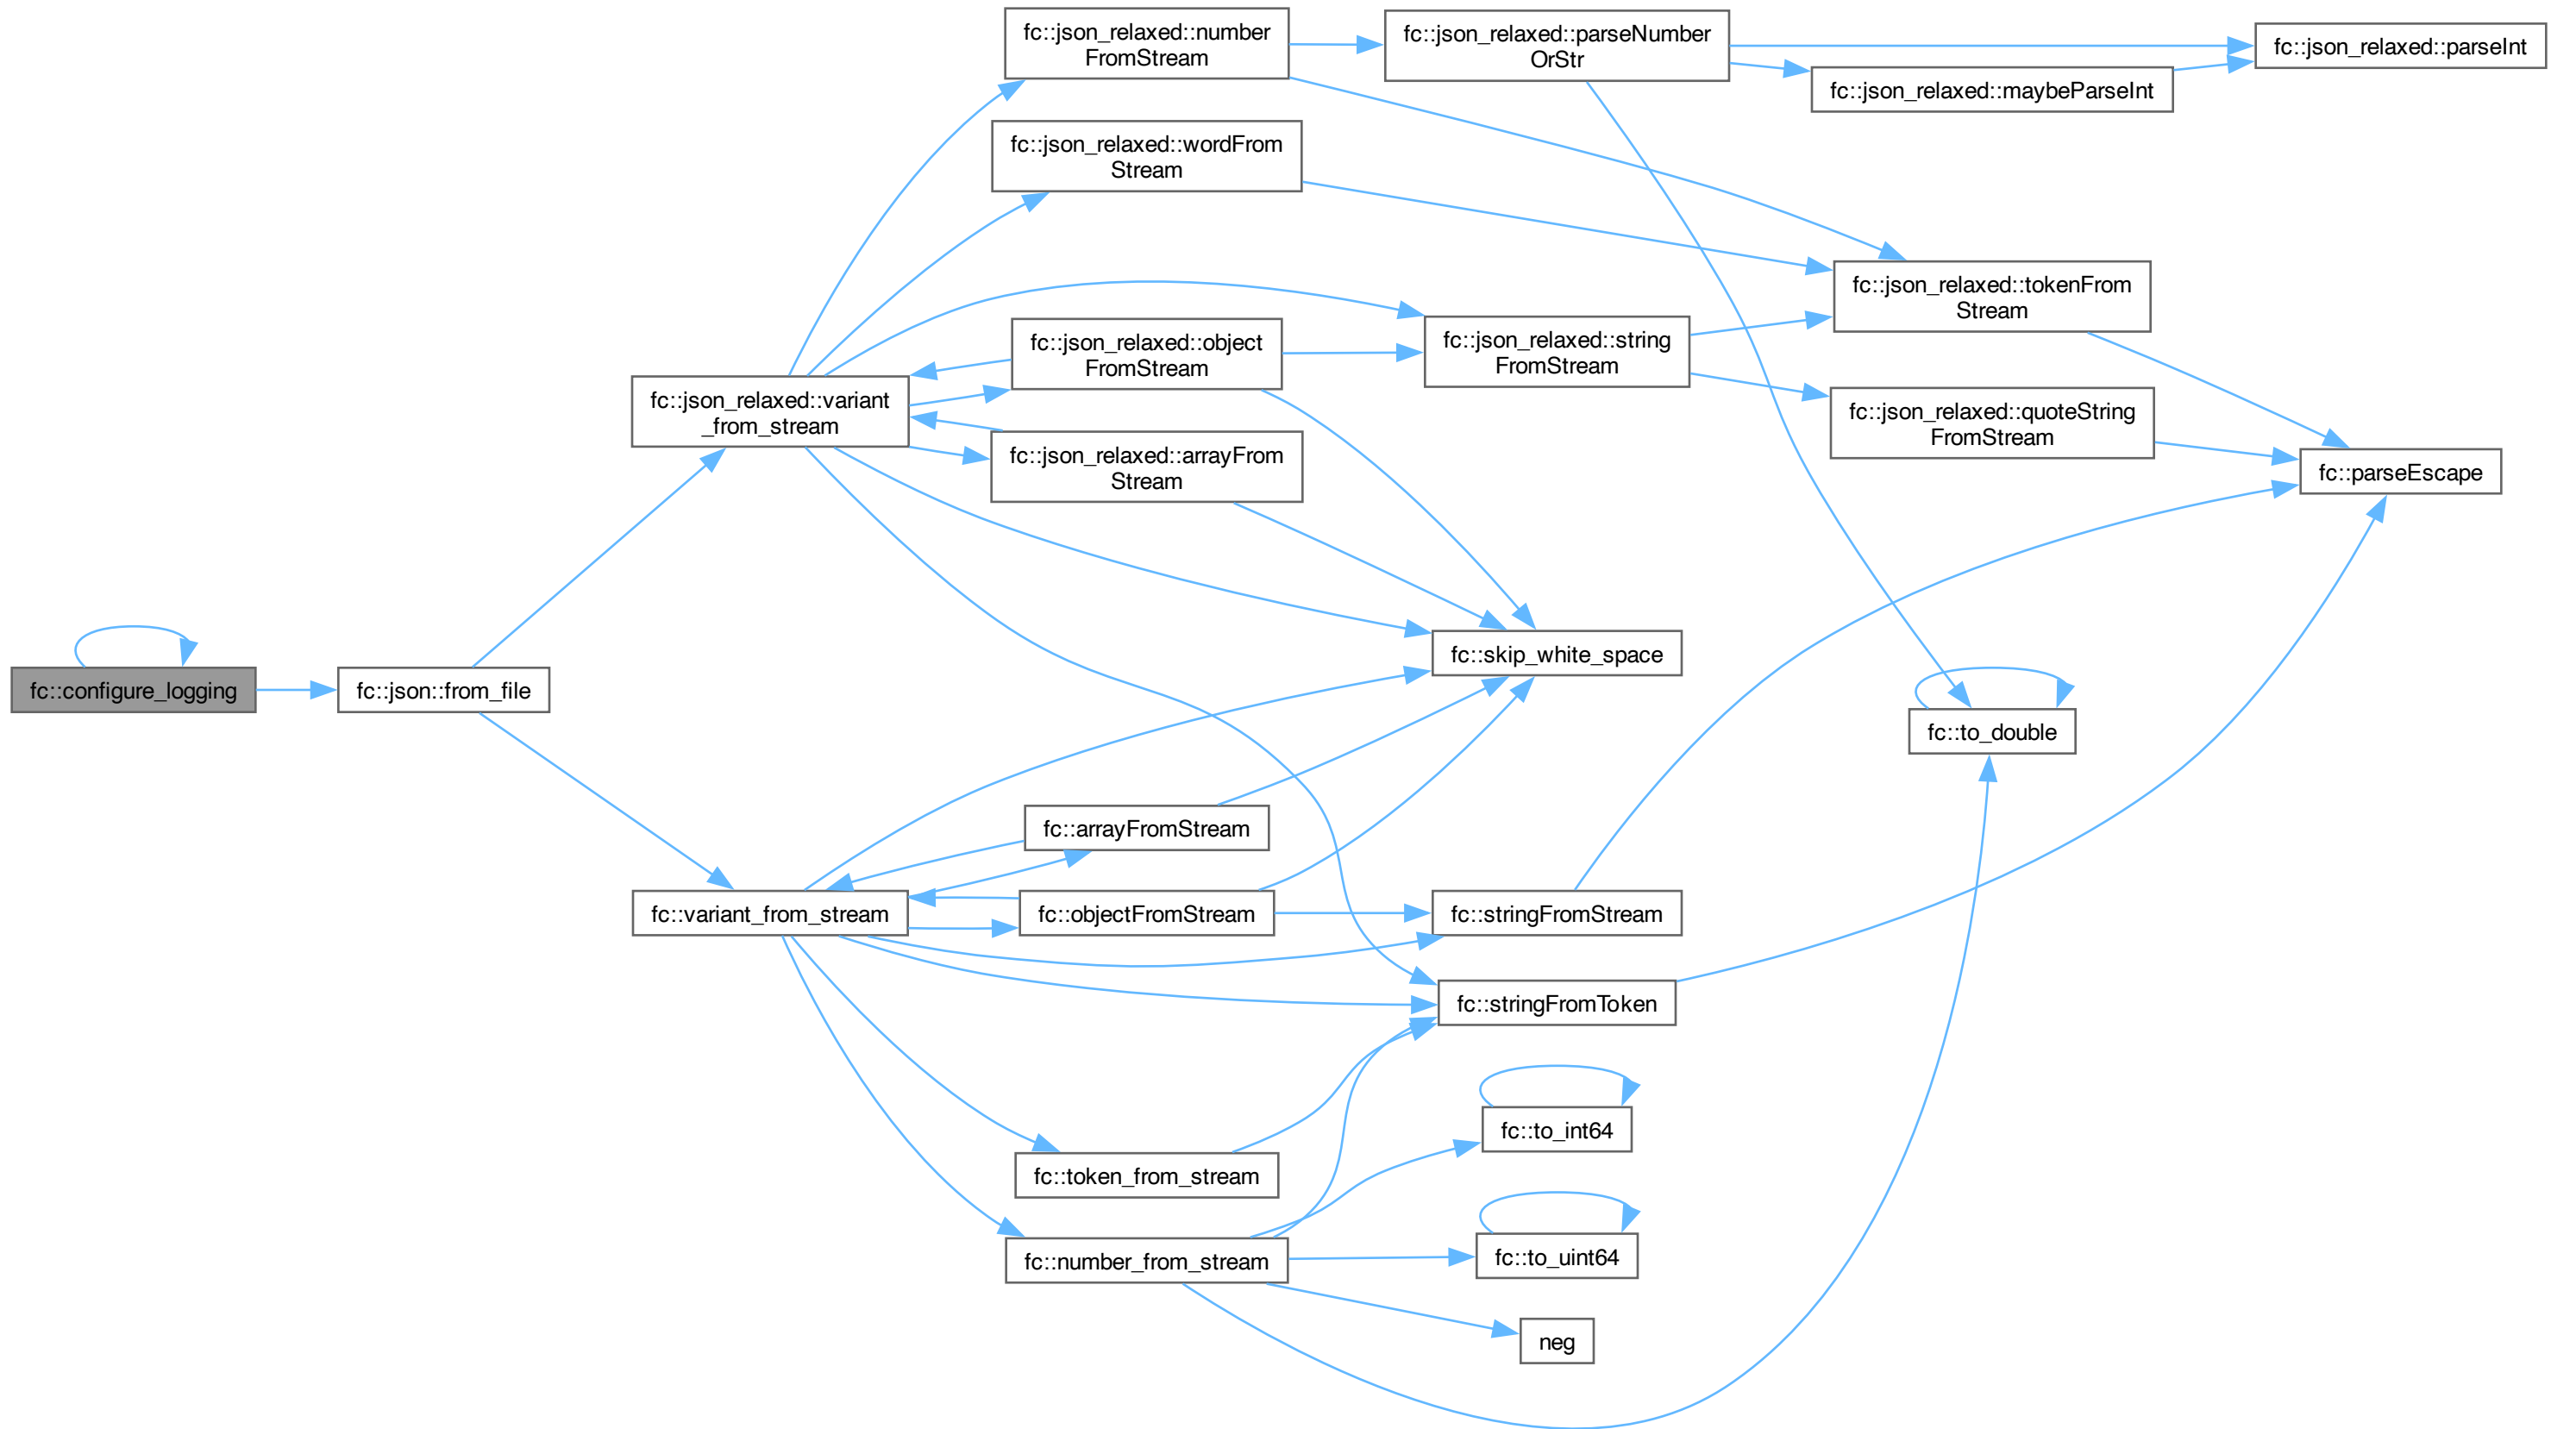 fc::json_relaxed::number
FromStream
fc::json_relaxed::parseNumber
OrStr
fc::json_relaxed::parseInt
fc::json_relaxed::maybeParseInt
fc::json_relaxed::wordFrom
Stream
fc::json_relaxed::tokenFrom
Stream
fc::json_relaxed::object
FromStream
fc::json_relaxed::string
FromStream
fc::json_relaxed::variant
_from_stream
fc::json_relaxed::quoteString
FromStream
fc::json_relaxed::arrayFrom
Stream
fc::parseEscape
fc::skip_white_space
fc::configure_logging
fc::json::from_file
fc::to_double
fc::arrayFromStream
fc::variant_from_stream
fc::objectFromStream
fc::stringFromStream
fc::stringFromToken
fc::to_int64
fc::token_from_stream
fc::number_from_stream
fc::to_uint64
neg